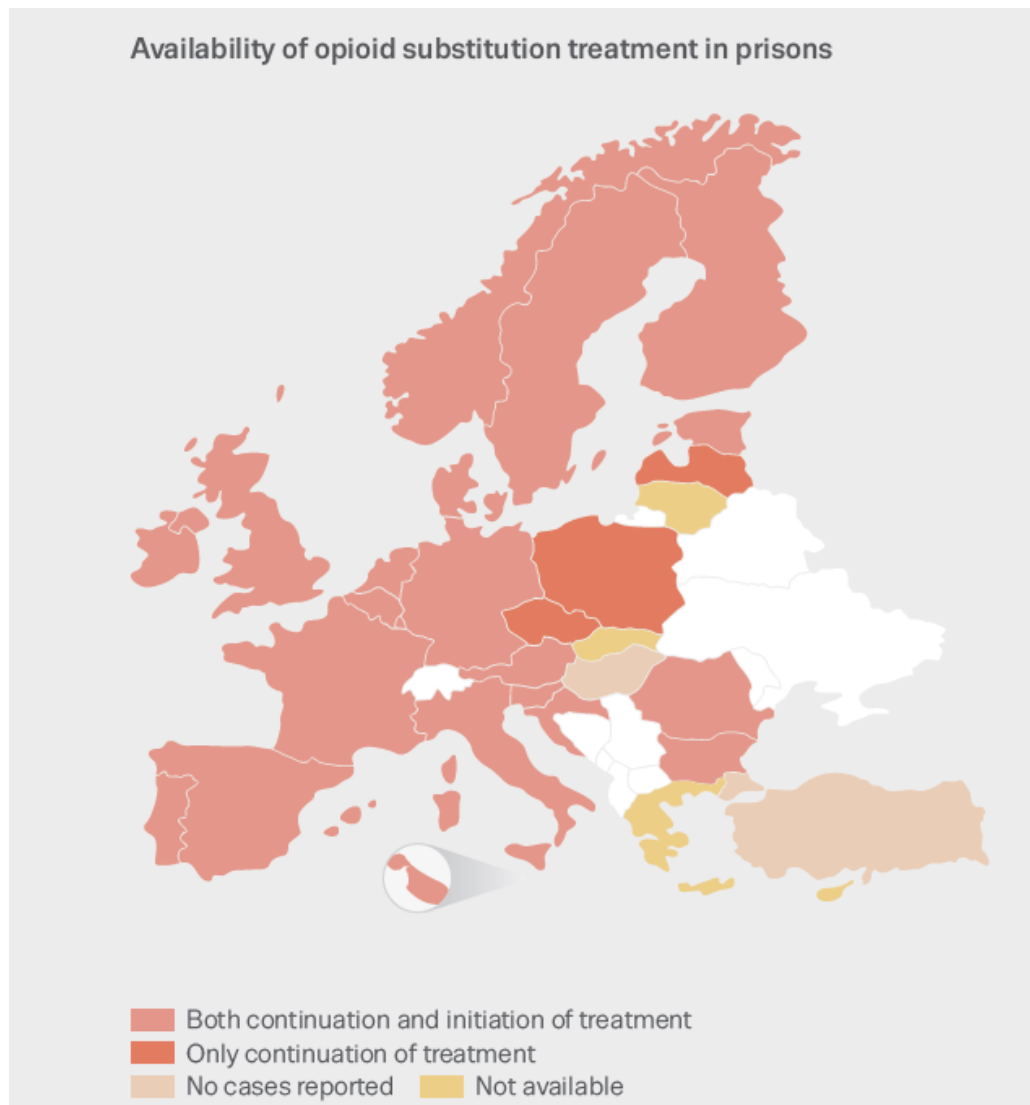 Availability of opioid substitution treatment in prisons
Both continuation and initiation of treatment
Only continuation of treatment
No cases reported Not available